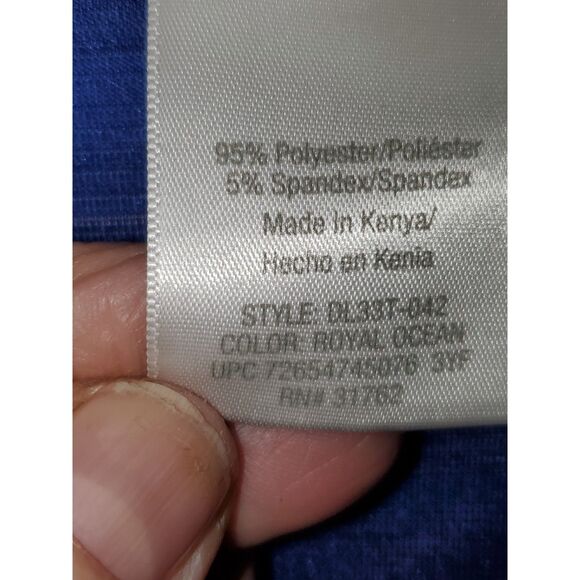 95% Polyester/Poliéster
5% Spandex/Spandex
Made in Kenya/
Hecho en Kenia
STYLE: DL33T-042
COLOR: ROYAL OCEAN
UPC 726547745076 3YF
RN# 31762